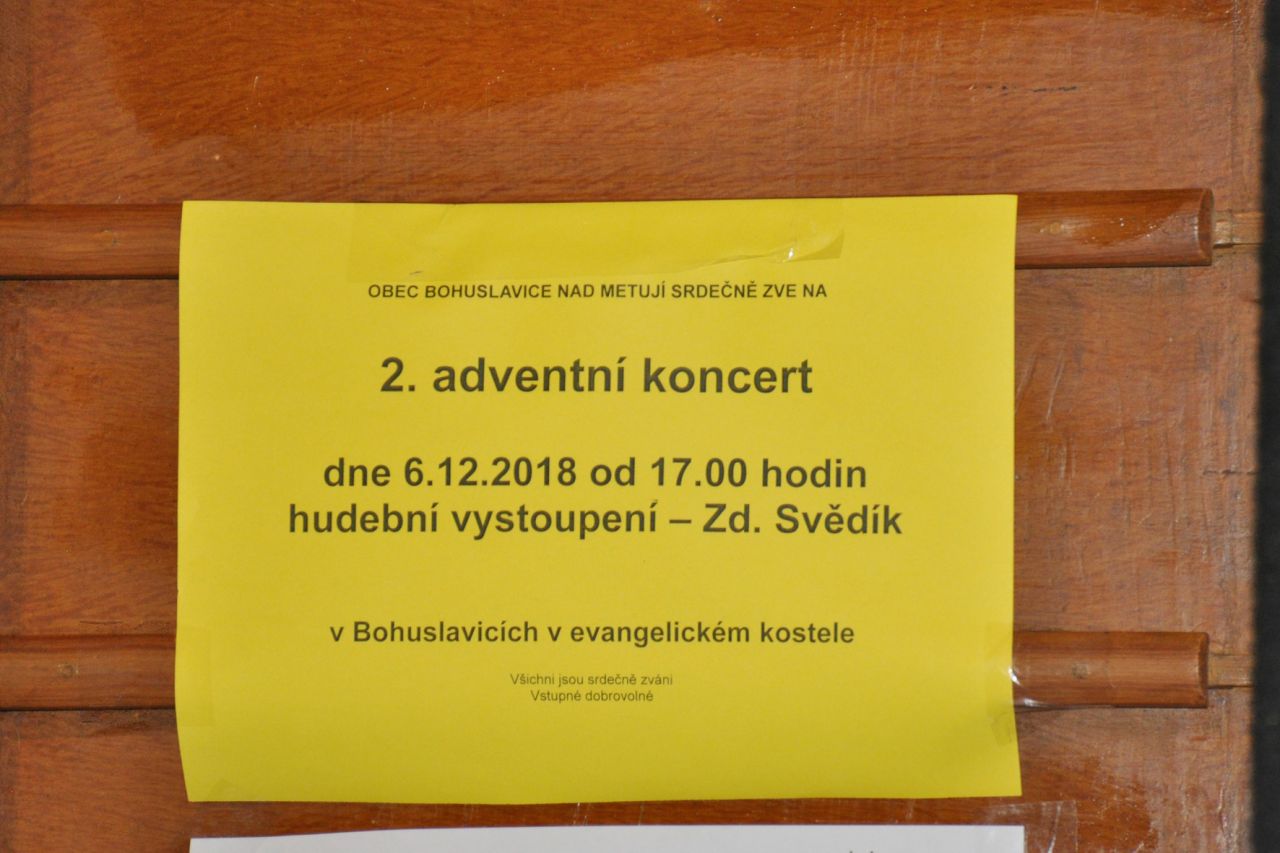 OBEC BOHUSLAVICE NAD METUJÍ SRDEČNĚ ZVE NA
2. adventní koncert
dne 6.12.2018 od 17.00 hodin
hudební vystoupení – Zd. Svědík
v Bohuslavicích v evangelickém kostele
Všichni jsou srdečně zváni
Vstupné dobrovolné